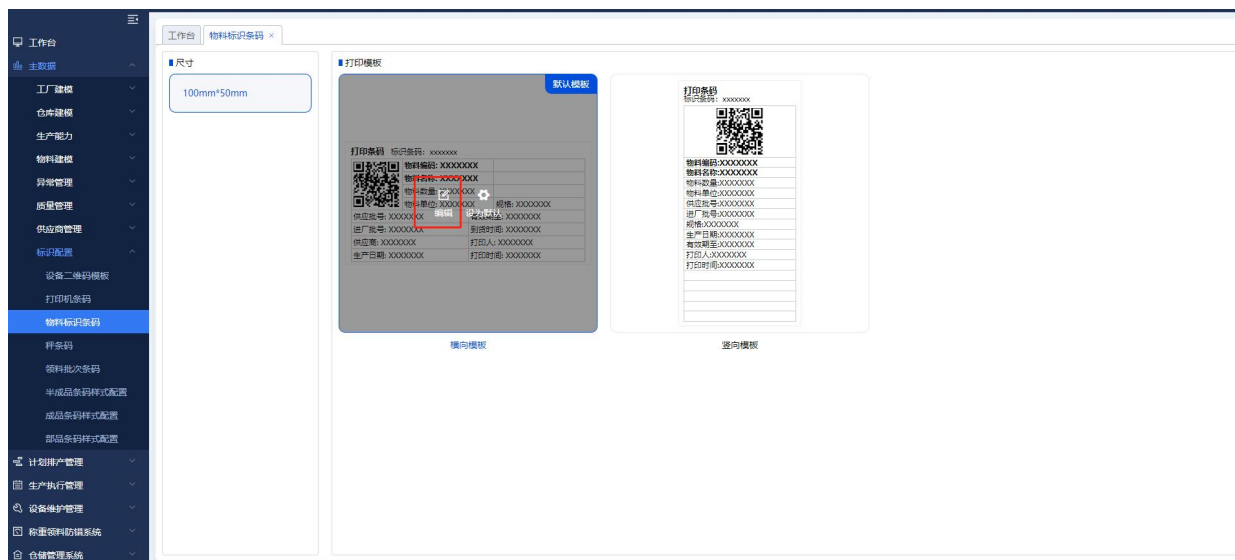 工作台
主数据
工厂建模
仓库建模
生产能力
物料建模
异常管理
质量管理
供应商管理
标识配置
设备二维码模板
打印机条码
物料标识条码
秤条码
领料批次条码
半成品条码样式配置
成品条码样式配置
部品条码样式配置
计划排产管理
生产执行管理
设备维护管理
称重领料防错系统
仓储管理系统
工作台 物料标识条码 ×
尺寸
100mm*50mm
打印模板
默认模板
打印条码 标识条码: xxxxxxx
物料编码: XXXXXXX
物料名称: XXXXXXX
物料数量: XXXXXXX
物料单位: XXXXXXX 规格: XXXXXXX
编辑 设为默认
供应批号: XXXXXXX 有效期至: XXXXXXX
进厂批号: XXXXXXX 到货时间: XXXXXXX
供应商: XXXXXXX 打印人: XXXXXXX
生产日期: XXXXXXX 打印时间: XXXXXXX
横向模板
打印条码
标识条码: xxxxxxx
物料编码:XXXXXXX
物料名称:XXXXXXX
物料数量:XXXXXXX
物料单位:XXXXXXX
供应批号:XXXXXXX
进厂批号:XXXXXXX
规格:XXXXXXX
生产日期:XXXXXXX
有效期至:XXXXXXX
打印人:XXXXXXX
打印时间:XXXXXXX
竖向模板